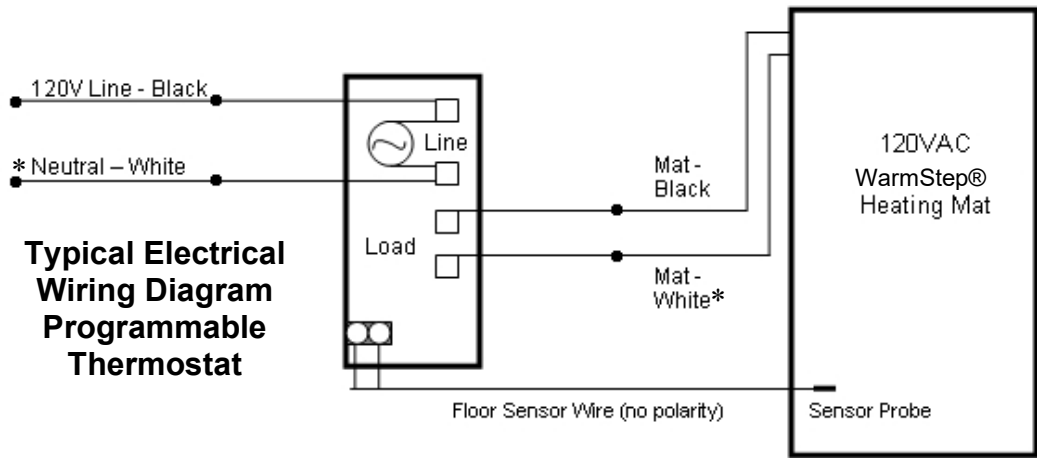 120V Line - Black
* Neutral – White
Line
Load
Mat -
Black
Mat -
White*
120VAC
WarmStep®
Heating Mat
Typical Electrical
Wiring Diagram
Programmable
Thermostat
Floor Sensor Wire (no polarity)
Sensor Probe